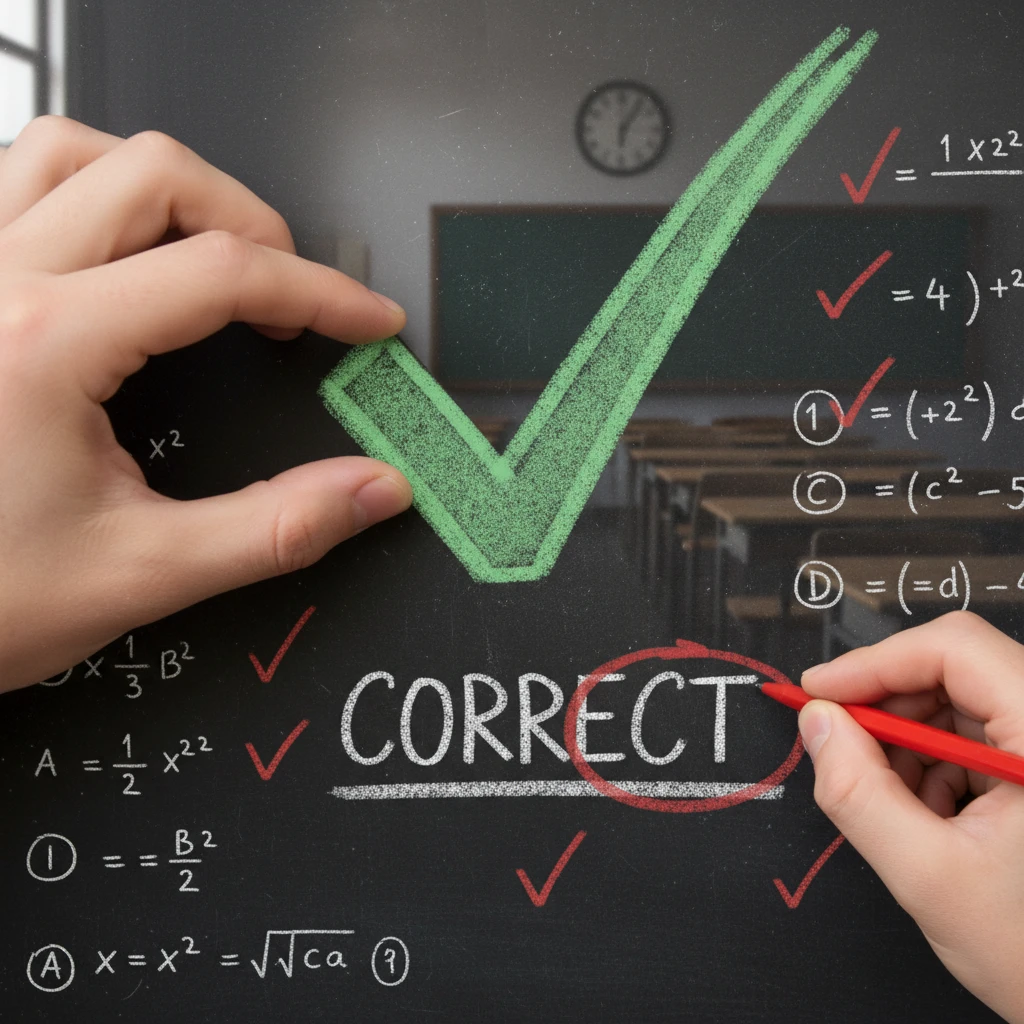 = 1 x2²
= 4 ) +²
① = (+2²)
x²
Ⓒ = (c² – 5
Ⓓ = (=d) – 4
x 1/3 B²
CORRECT
A = 1/2 x²²
① = = B²/2
Ⓐ x = x² = √√ca ?